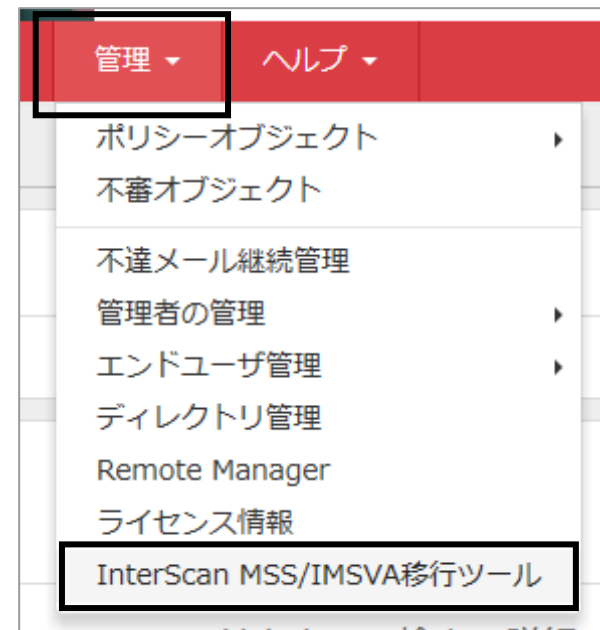 管理 ヘルプ
ポリシーオブジェクト
不審オブジェクト
不達メール継続管理
管理者の管理
エンドユーザ管理
ディレクトリ管理
Remote Manager
ライセンス情報
InterScan MSS/IMSVA移行ツール